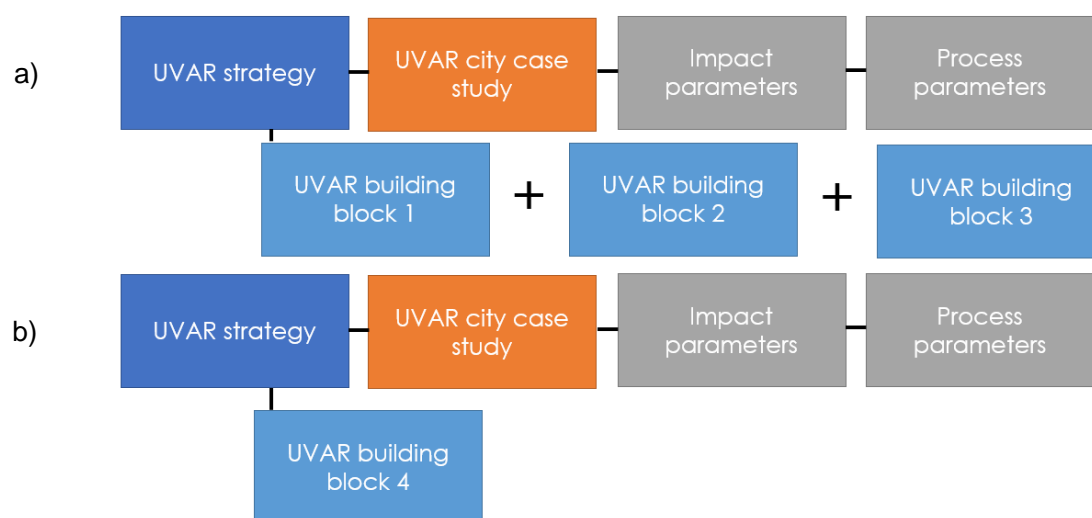 a)
UVAR strategy
UVAR city case
study
Impact
parameters
Process
parameters
UVAR building
block 1
+
UVAR building
block 2
+
UVAR building
block 3
b)
UVAR strategy
UVAR city case
study
Impact
parameters
Process
parameters
UVAR building
block 4